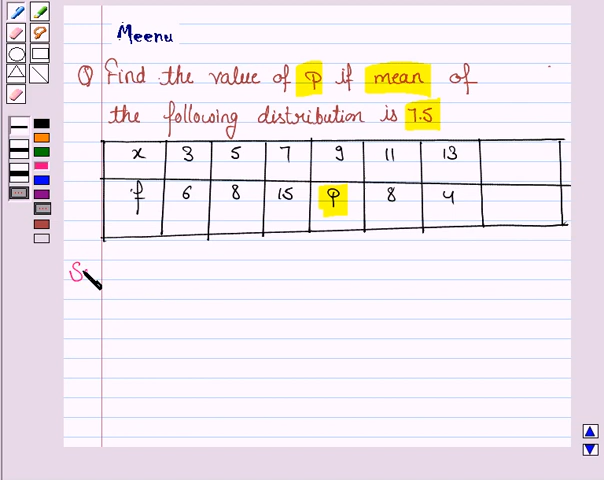 Meenu
Q Find the value of P if mean of
the following distribution is 7.5
x 3 5 7 9 11 13
f 6 8 15 P 8 4
S